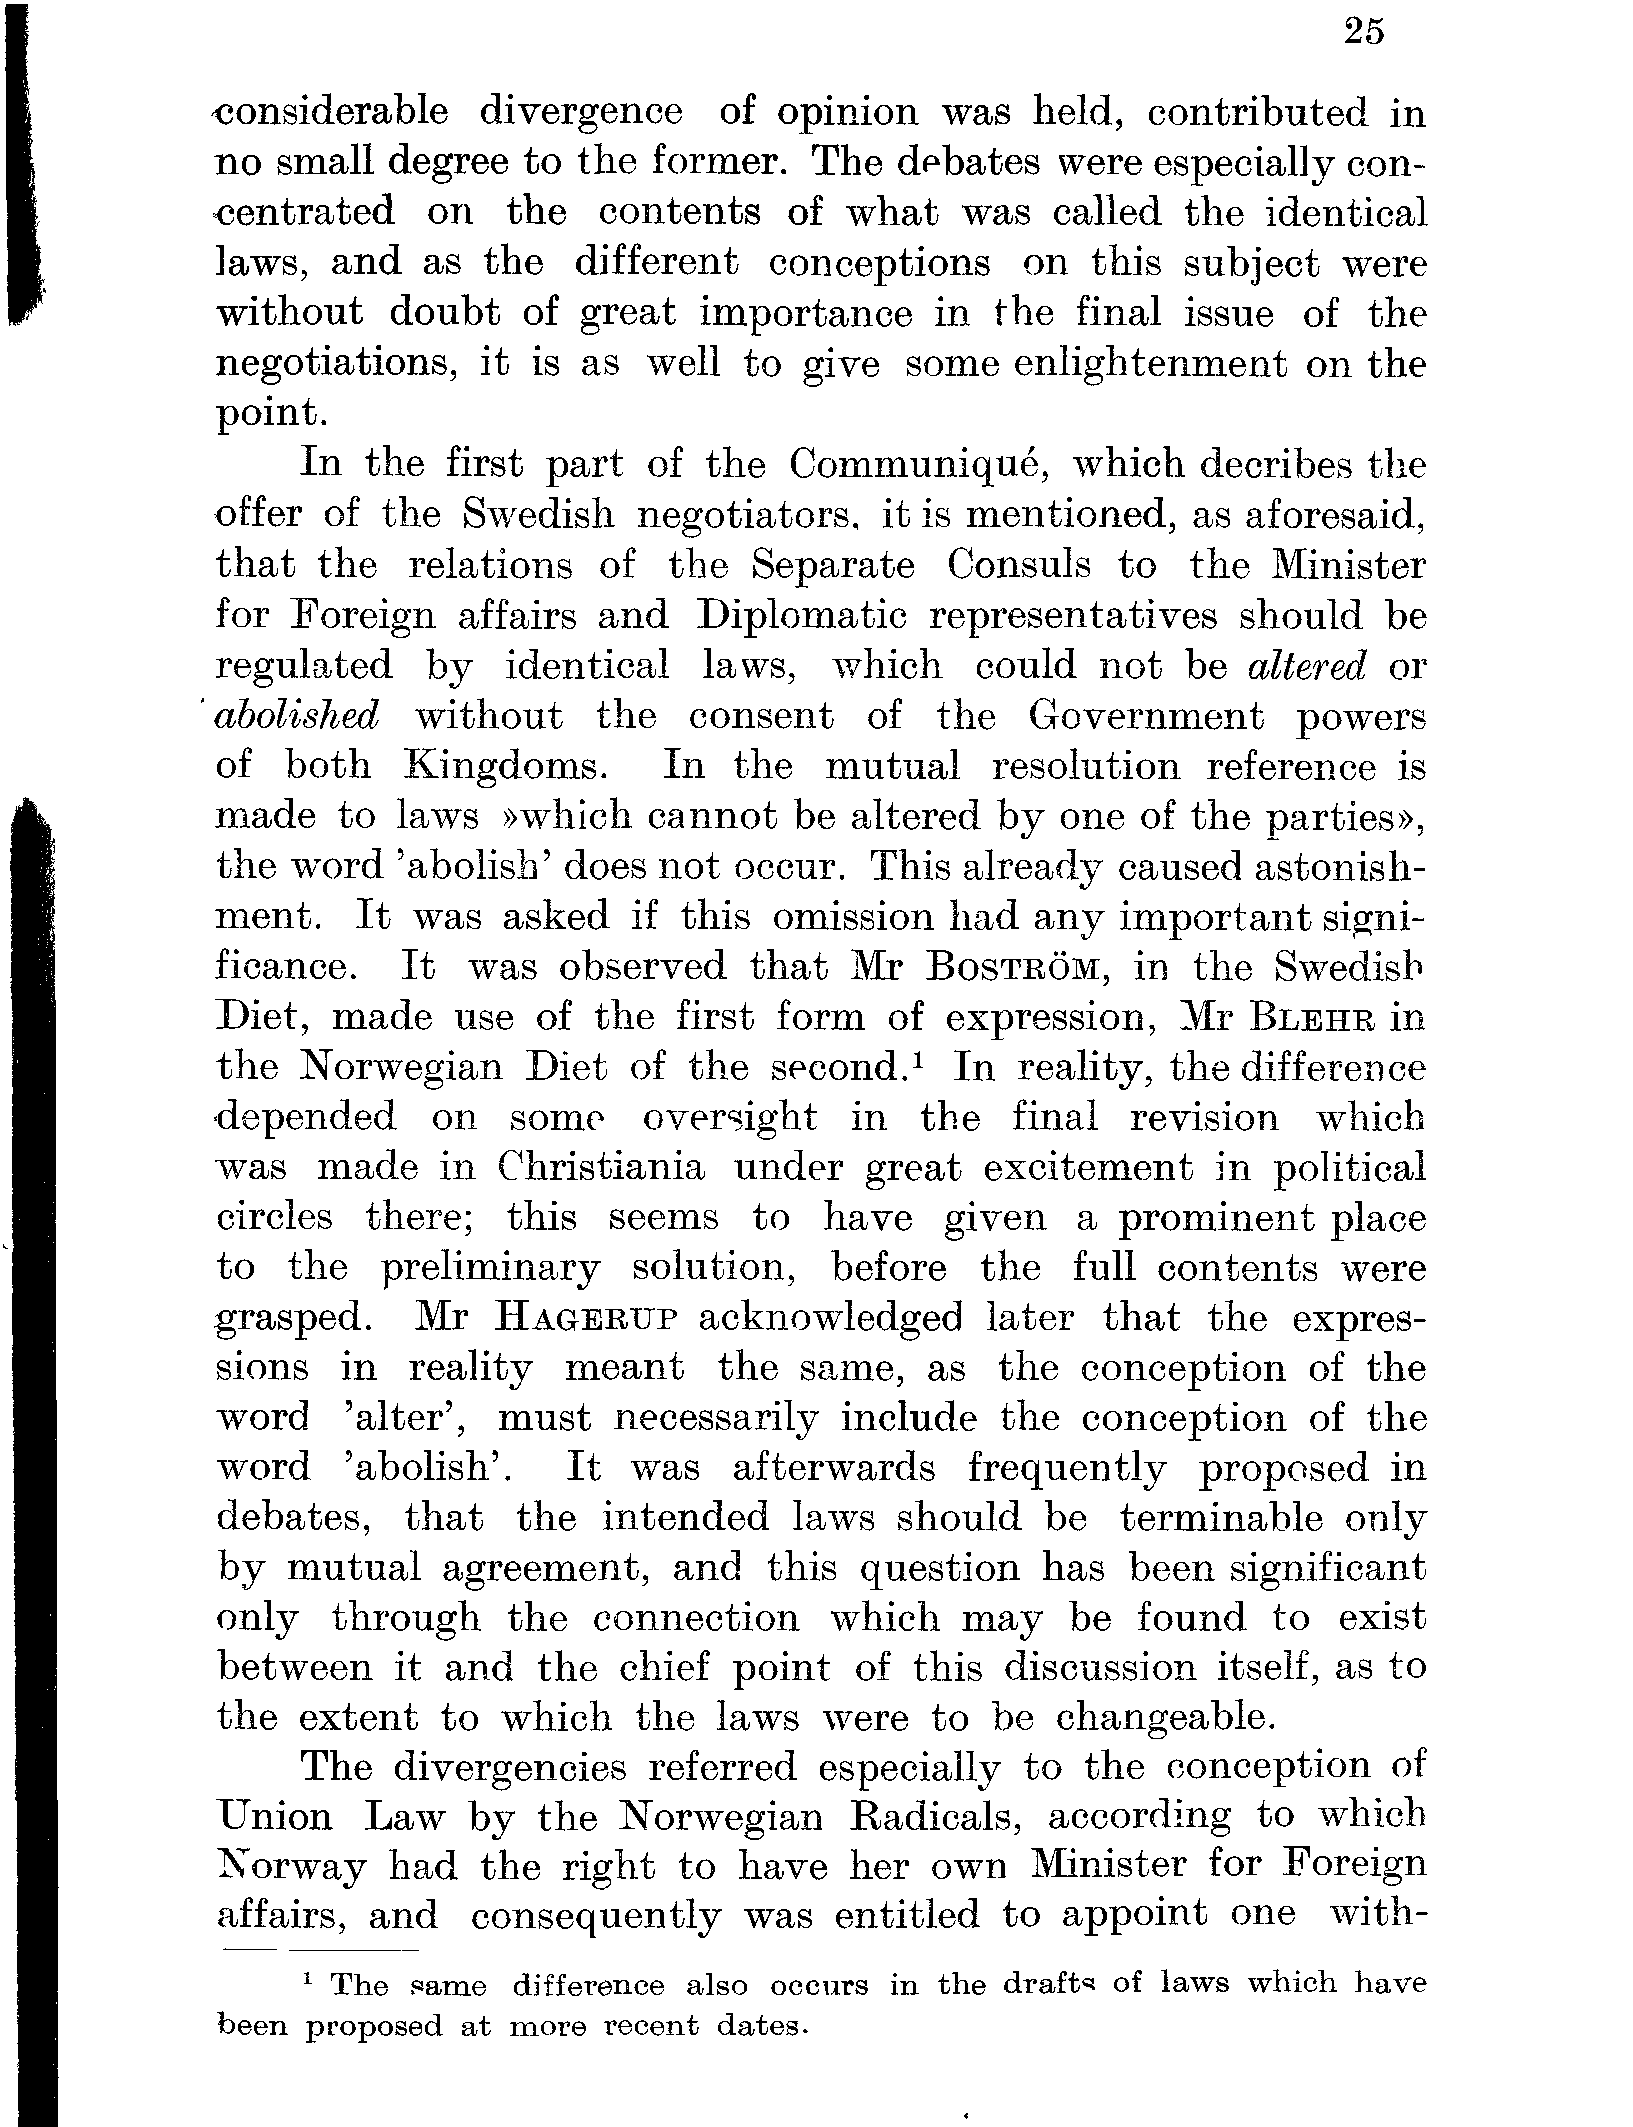 25
considerable divergence of opinion was held, contributed in
no small degree to the former. The debates were especially con-
centrated on the contents of what was called the identical
laws, and as the different conceptions on this subject were
without doubt of great importance in the final issue of the
negotiations, it is as well to give some enlightenment on the
point.
In the first part of the Communiqué, which decribes the
offer of the Swedish negotiators, it is mentioned, as aforesaid,
that the relations of the Separate Consuls to the Minister
for Foreign affairs and Diplomatic representatives should be
regulated by identical laws, which could not be altered or
abolished without the consent of the Government powers
of both Kingdoms. In the mutual resolution reference is
made to laws »which cannot be altered by one of the parties»,
the word ’abolish’ does not occur. This already caused astonish-
ment. It was asked if this omission had any important signi-
ficance. It was observed that Mr BOSTRÖM, in the Swedish
Diet, made use of the first form of expression, Mr BLEHR in
the Norwegian Diet of the second.¹ In reality, the difference
depended on some oversight in the final revision which
was made in Christiania under great excitement in political
circles there; this seems to have given a prominent place
to the preliminary solution, before the full contents were
grasped. Mr HAGERUP acknowledged later that the expres-
sions in reality meant the same, as the conception of the
word ’alter’, must necessarily include the conception of the
word ’abolish’. It was afterwards frequently proposed in
debates, that the intended laws should be terminable only
by mutual agreement, and this question has been significant
only through the connection which may be found to exist
between it and the chief point of this discussion itself, as to
the extent to which the laws were to be changeable.
The divergencies referred especially to the conception of
Union Law by the Norwegian Radicals, according to which
Norway had the right to have her own Minister for Foreign
affairs, and consequently was entitled to appoint one with-
¹ The same difference also occurs in the drafts of laws which have
been proposed at more recent dates.